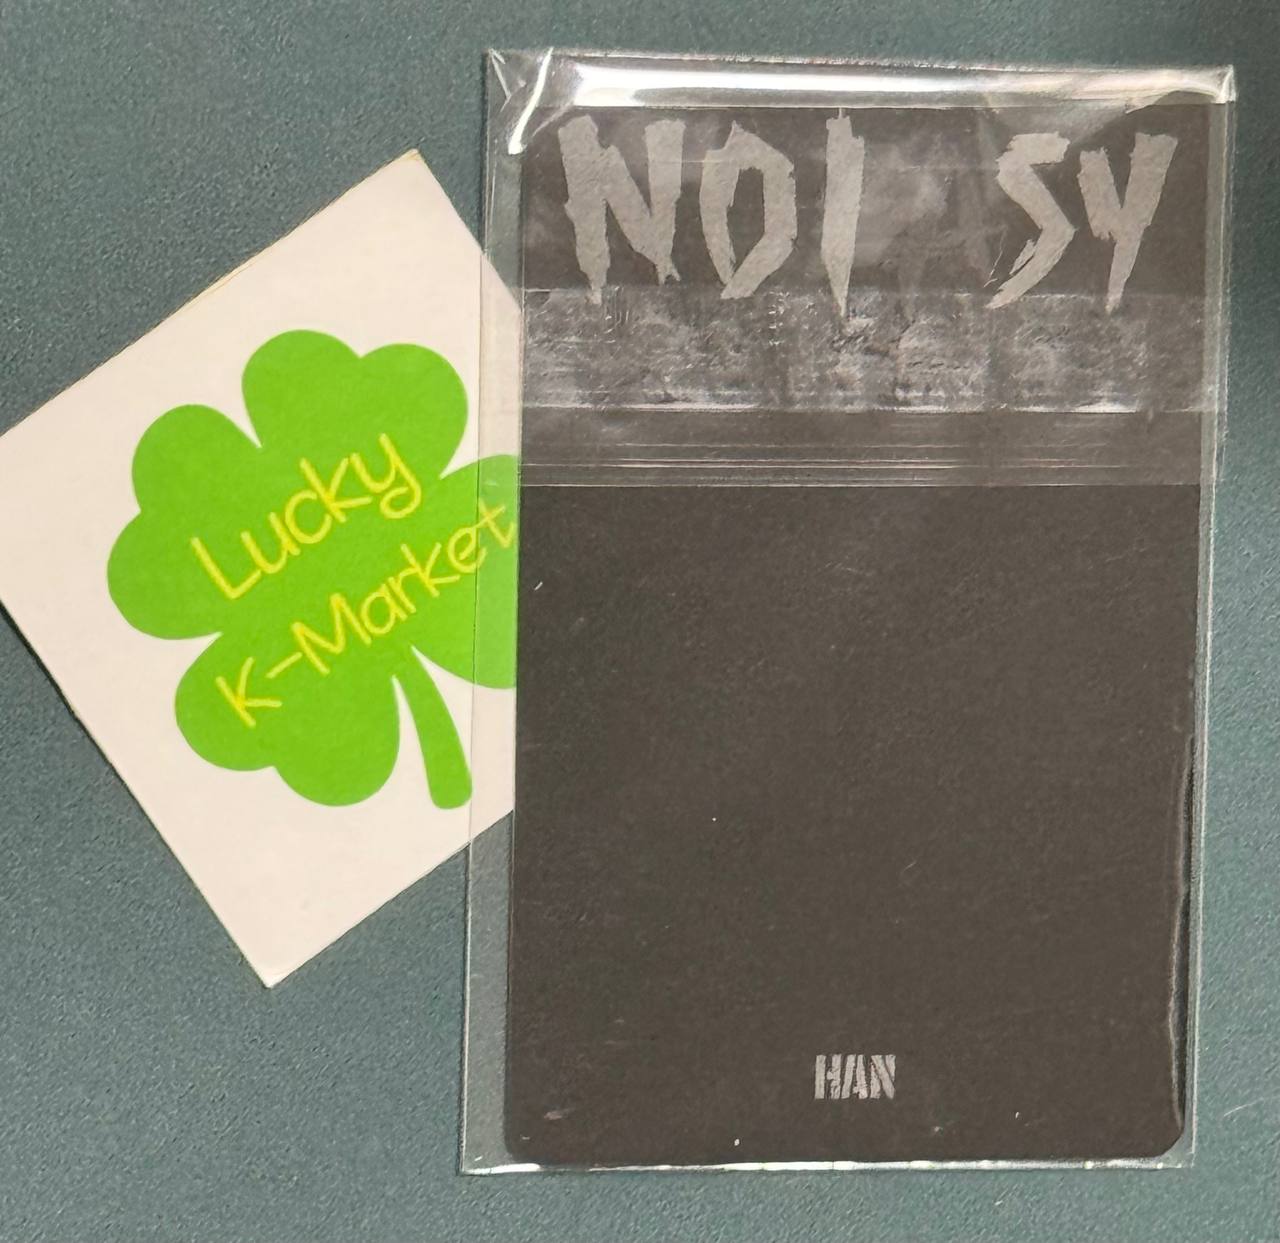 NOI SY
Lucky
K-Market
HAN